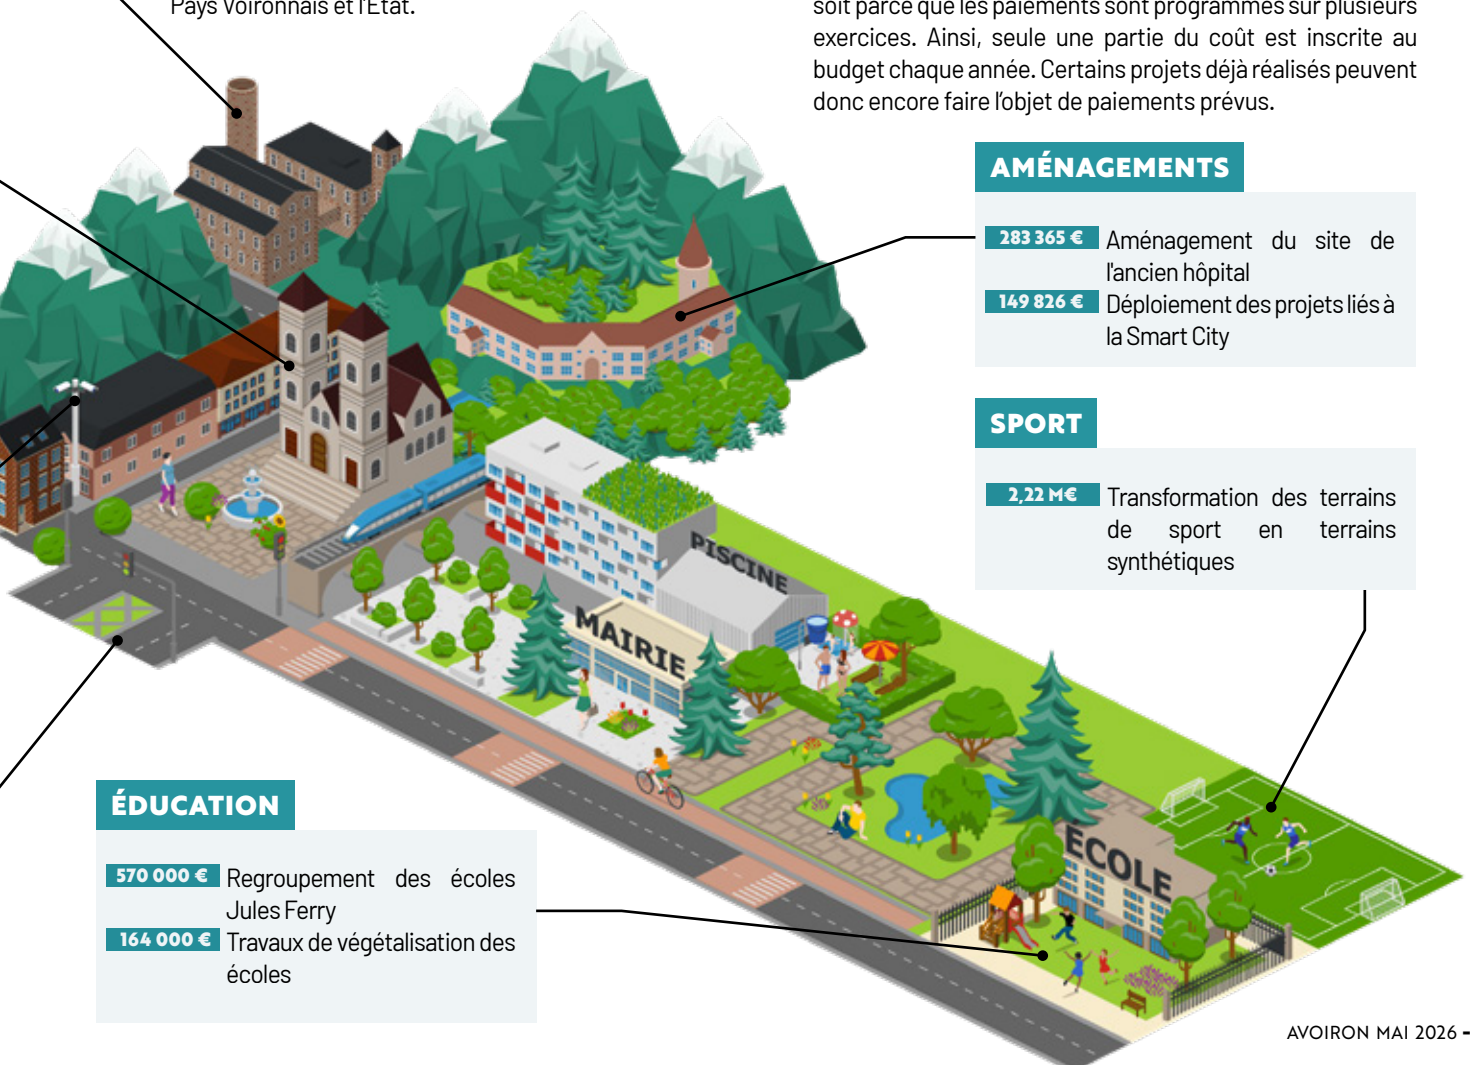 Pays Voironnais et l'État.
soit parce que les paiements sont programmés sur plusieurs
exercices. Ainsi, seule une partie du coût est inscrite au
budget chaque année. Certains projets déjà réalisés peuvent
donc encore faire l'objet de paiements prévus.
AMÉNAGEMENTS
283 365 € Aménagement du site de
l'ancien hôpital
149 826 € Déploiement des projets liés à
la Smart City
SPORT
2,22 M€ Transformation des terrains
de sport en terrains
synthétiques
PISCINE
MAIRIE
ÉCOLE
ÉDUCATION
570 000 € Regroupement des écoles
Jules Ferry
164 000 € Travaux de végétalisation des
écoles
AVOIRON MAI 2026 -